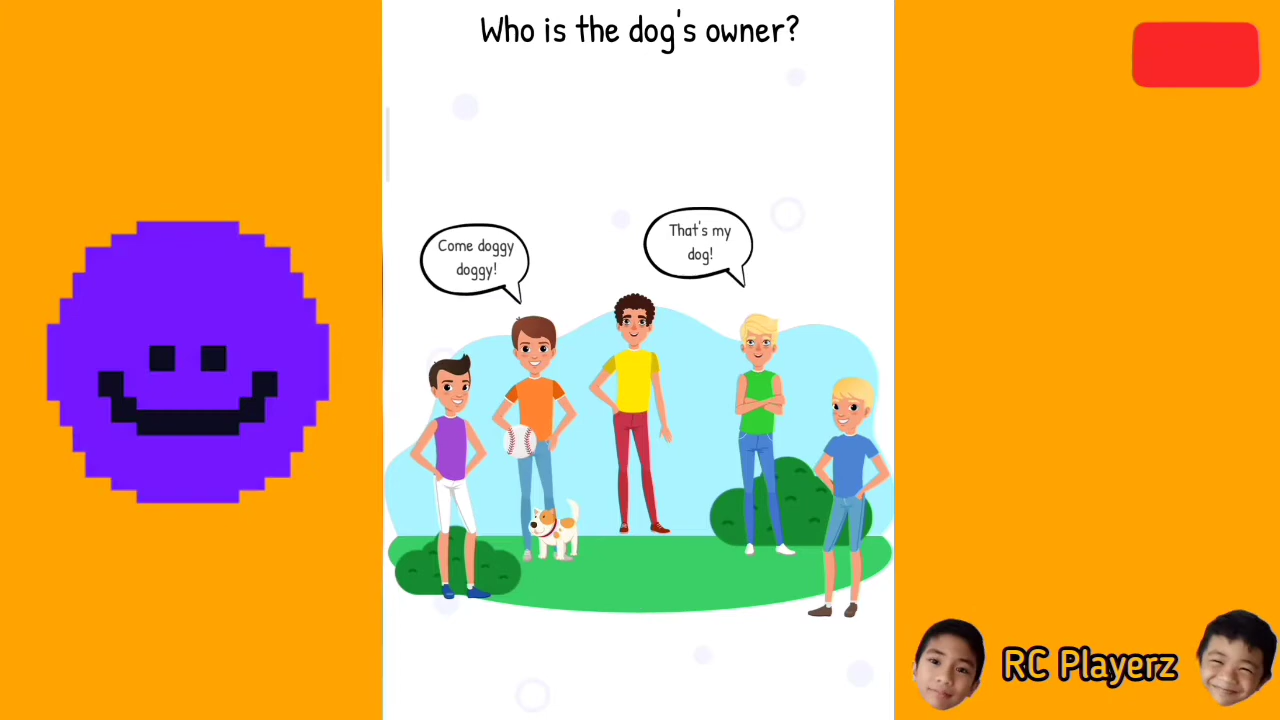 Who is the dog's owner?
Come doggy
doggy!
That's my
dog!
RC Playerz